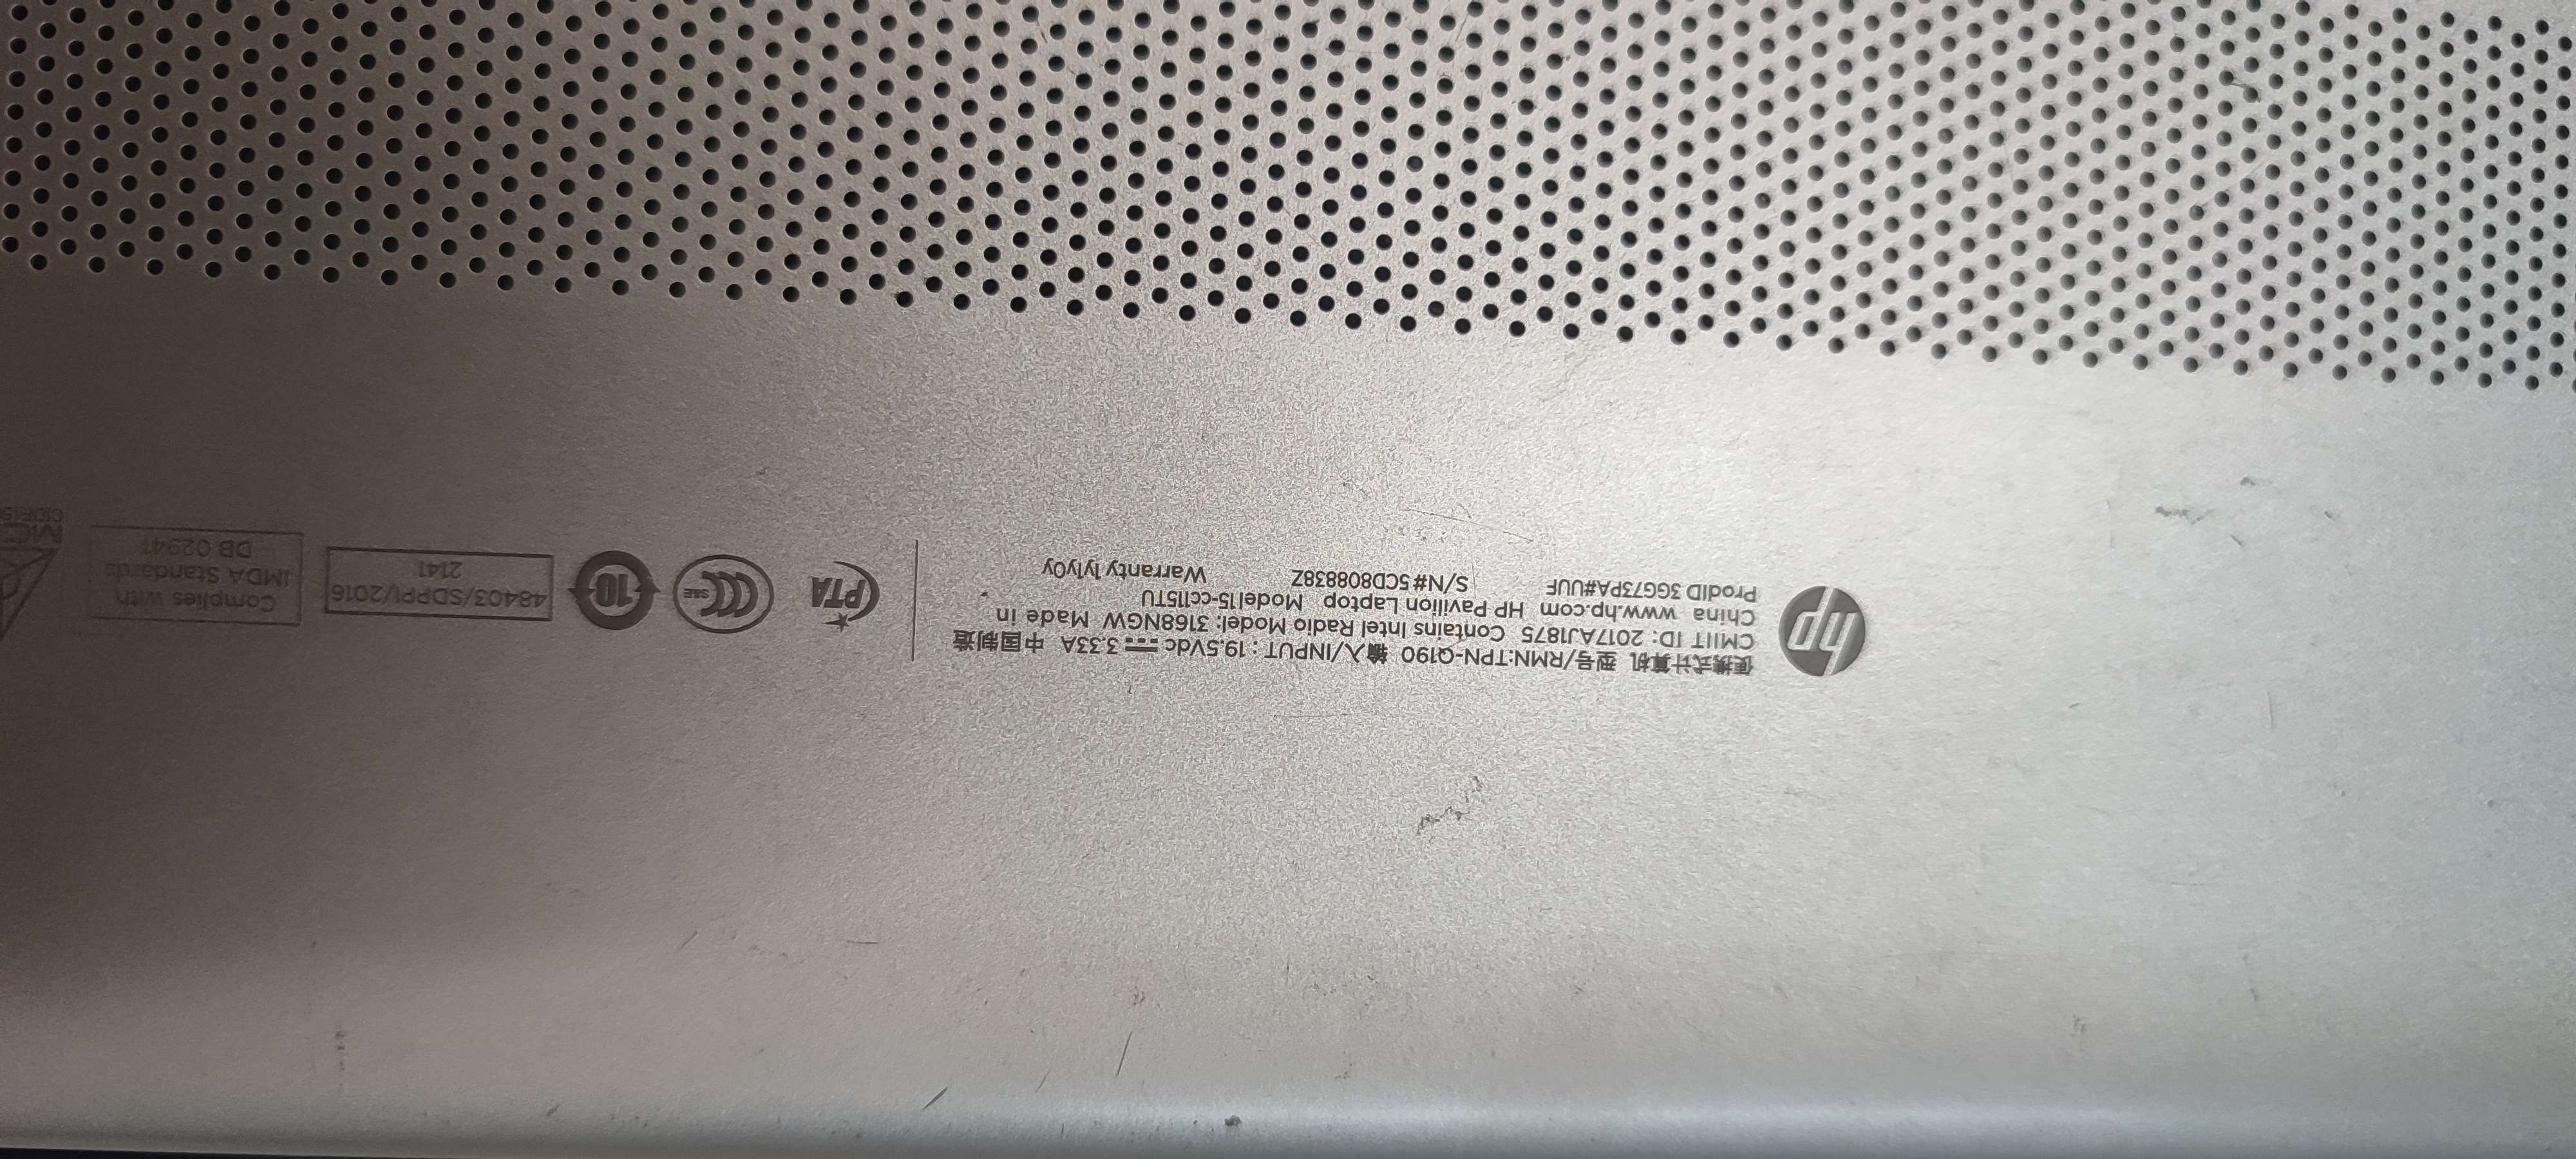 hp
便携式计算机 型号/RMN:TPN-Q190 输入/INPUT : 19.5Vdc 3.33A 中国制造
CMIIT ID: 2017AJ1875 Contains Intel Radio Model: 3168NGW Made in
China www.hp.com HP Pavilion Laptop Model15-cc115TU
ProdID 3GG73PA#UUF S/N#5CD808838Z Warranty 1y1y0y
PTA
CCC S&E
10
48403/SDPPI/2016
2141
Complies with
IMDA Standards
DB 02941